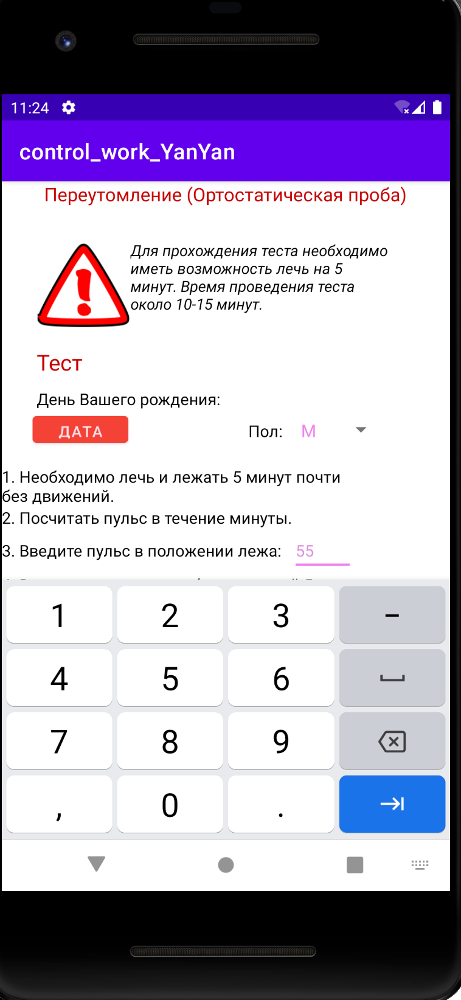 11:24
control_work_YanYan
Переутомление (Ортостатическая проба)
Для прохождения теста необходимо
иметь возможность лечь на 5
минут. Время проведения теста
около 10-15 минут.
Тест
День Вашего рождения:
ДАТА
Пол: М
1. Необходимо лечь и лежать 5 минут почти
без движений.
2. Посчитать пульс в течение минуты.
3. Введите пульс в положении лежа: 55
1 2 3 –
4 5 6
7 8 9
, 0 .